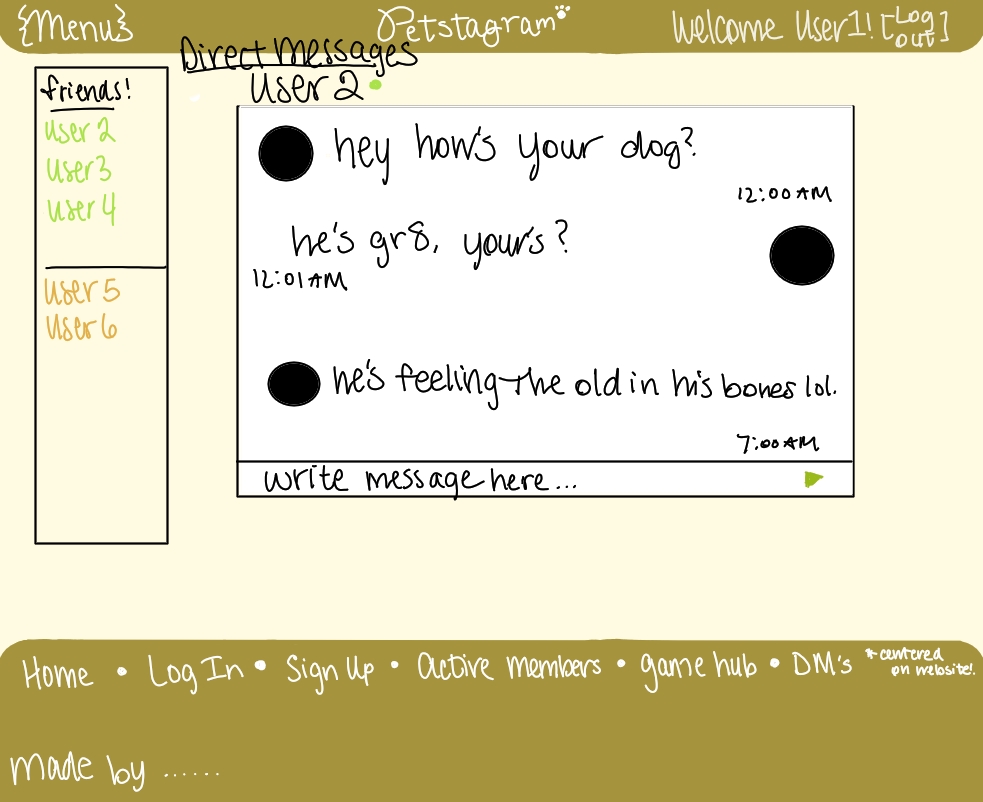 {Menu}
Petstagram
Welcome User1! [Log out]
Direct Messages
User 2
friends!
User 2
User 3
User 4
User 5
User 6
hey how's your dog?
12:00 AM
he's gr8, your's?
12:01 AM
he's feeling the old in his bones lol.
7:00 AM
write message here...
Home • Log In • Sign Up • Active members • game hub • DM's
*centered
on website!
Made by ......